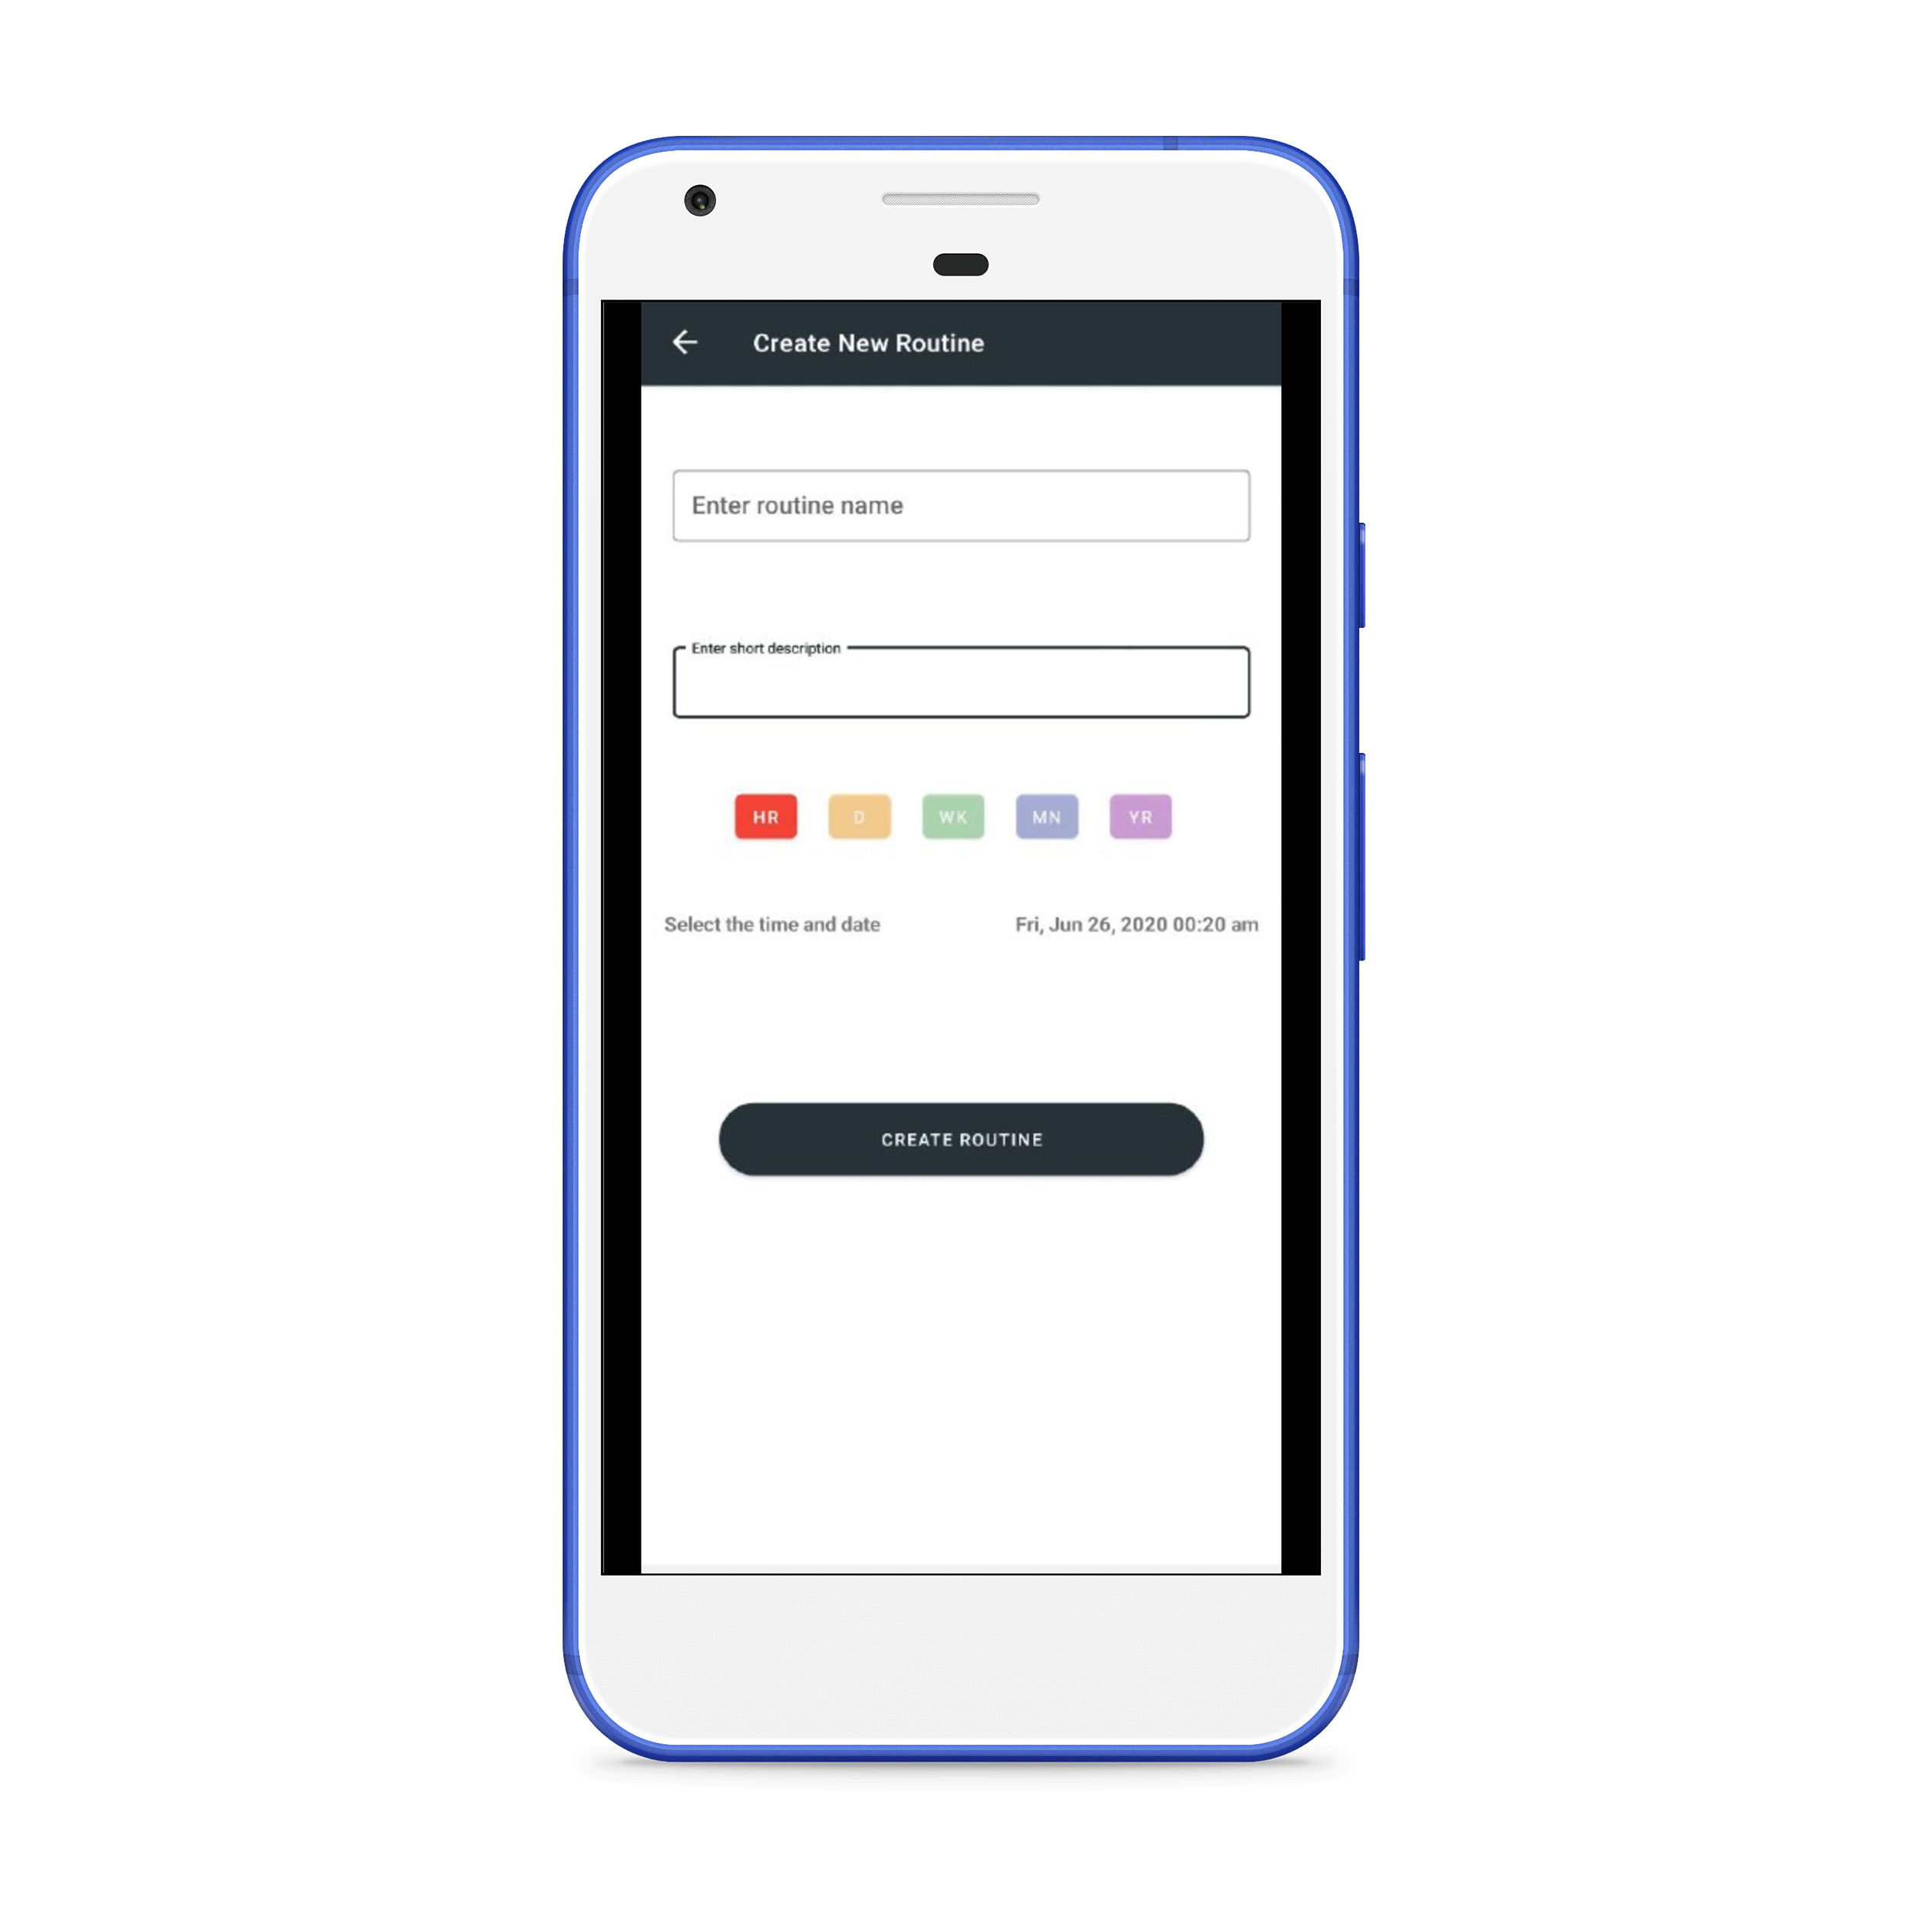 Create New Routine
Enter routine name
Enter short description
HR D WK MN YR
Select the time and date Fri, Jun 26, 2020 00:20 am
CREATE ROUTINE